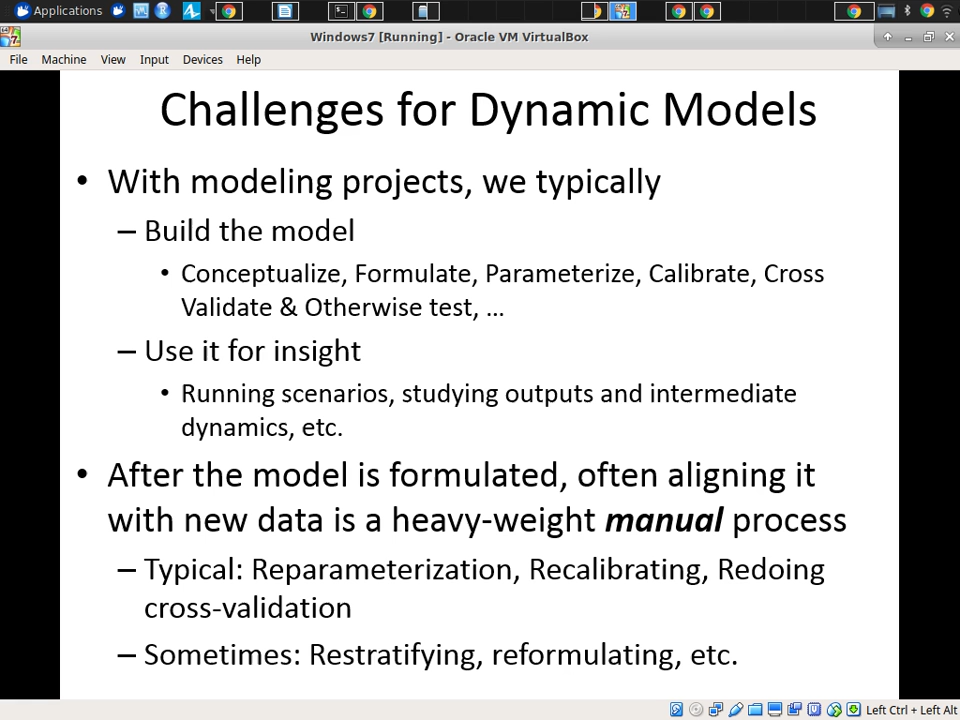 Applications
Windows7 [Running] - Oracle VM VirtualBox
File Machine View Input Devices Help
Challenges for Dynamic Models
• With modeling projects, we typically
– Build the model
• Conceptualize, Formulate, Parameterize, Calibrate, Cross
Validate & Otherwise test, …
– Use it for insight
• Running scenarios, studying outputs and intermediate
dynamics, etc.
• After the model is formulated, often aligning it
with new data is a heavy-weight manual process
– Typical: Reparameterization, Recalibrating, Redoing
cross-validation
– Sometimes: Restratifying, reformulating, etc.
Left Ctrl + Left Alt